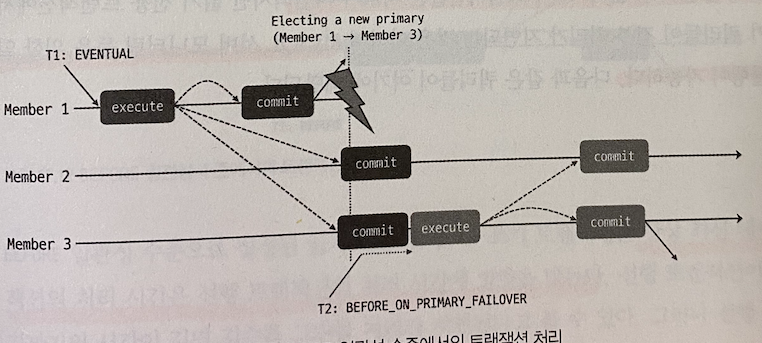 Electing a new primary
(Member 1 → Member 3)
T1: EVENTUAL
Member 1
execute
commit
Member 2
commit
commit
Member 3
commit
execute
commit
T2: BEFORE_ON_PRIMARY_FAILOVER
수준에서의 트랜잭션 처리